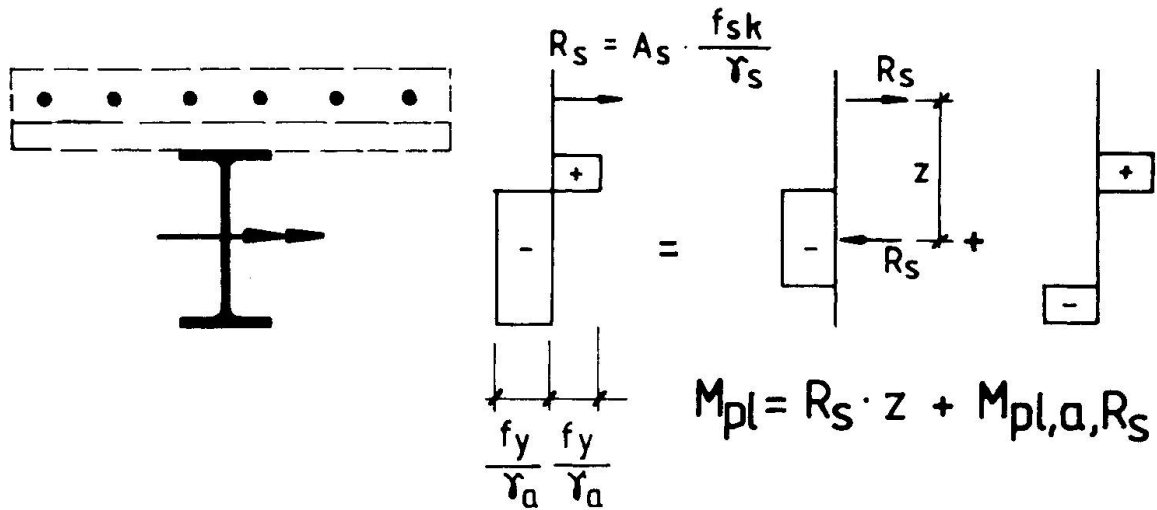 R_s = A_s · f_sk / γ_s
R_s
z
+
-
=
-
R_s
+
+
-
M_pl = R_s · z + M_pl,a,R_s
f_y / γ_a f_y / γ_a